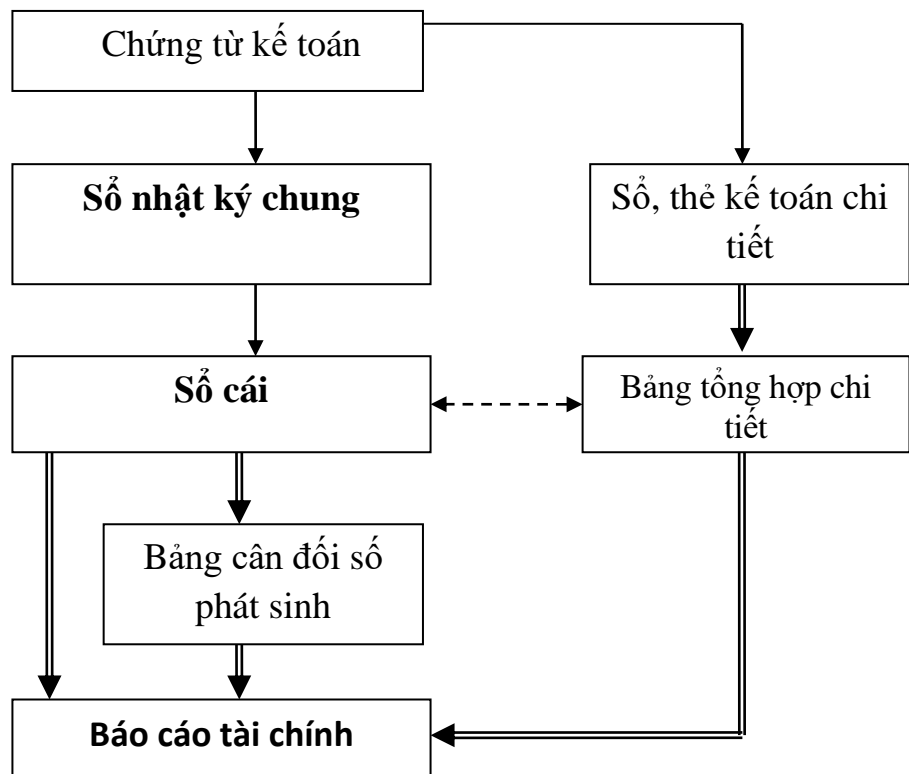 Chứng từ kế toán
Sổ nhật ký chung
Sổ, thẻ kế toán chi
tiết
Sổ cái
Bảng tổng hợp chi
tiết
Bảng cân đối số
phát sinh
Báo cáo tài chính